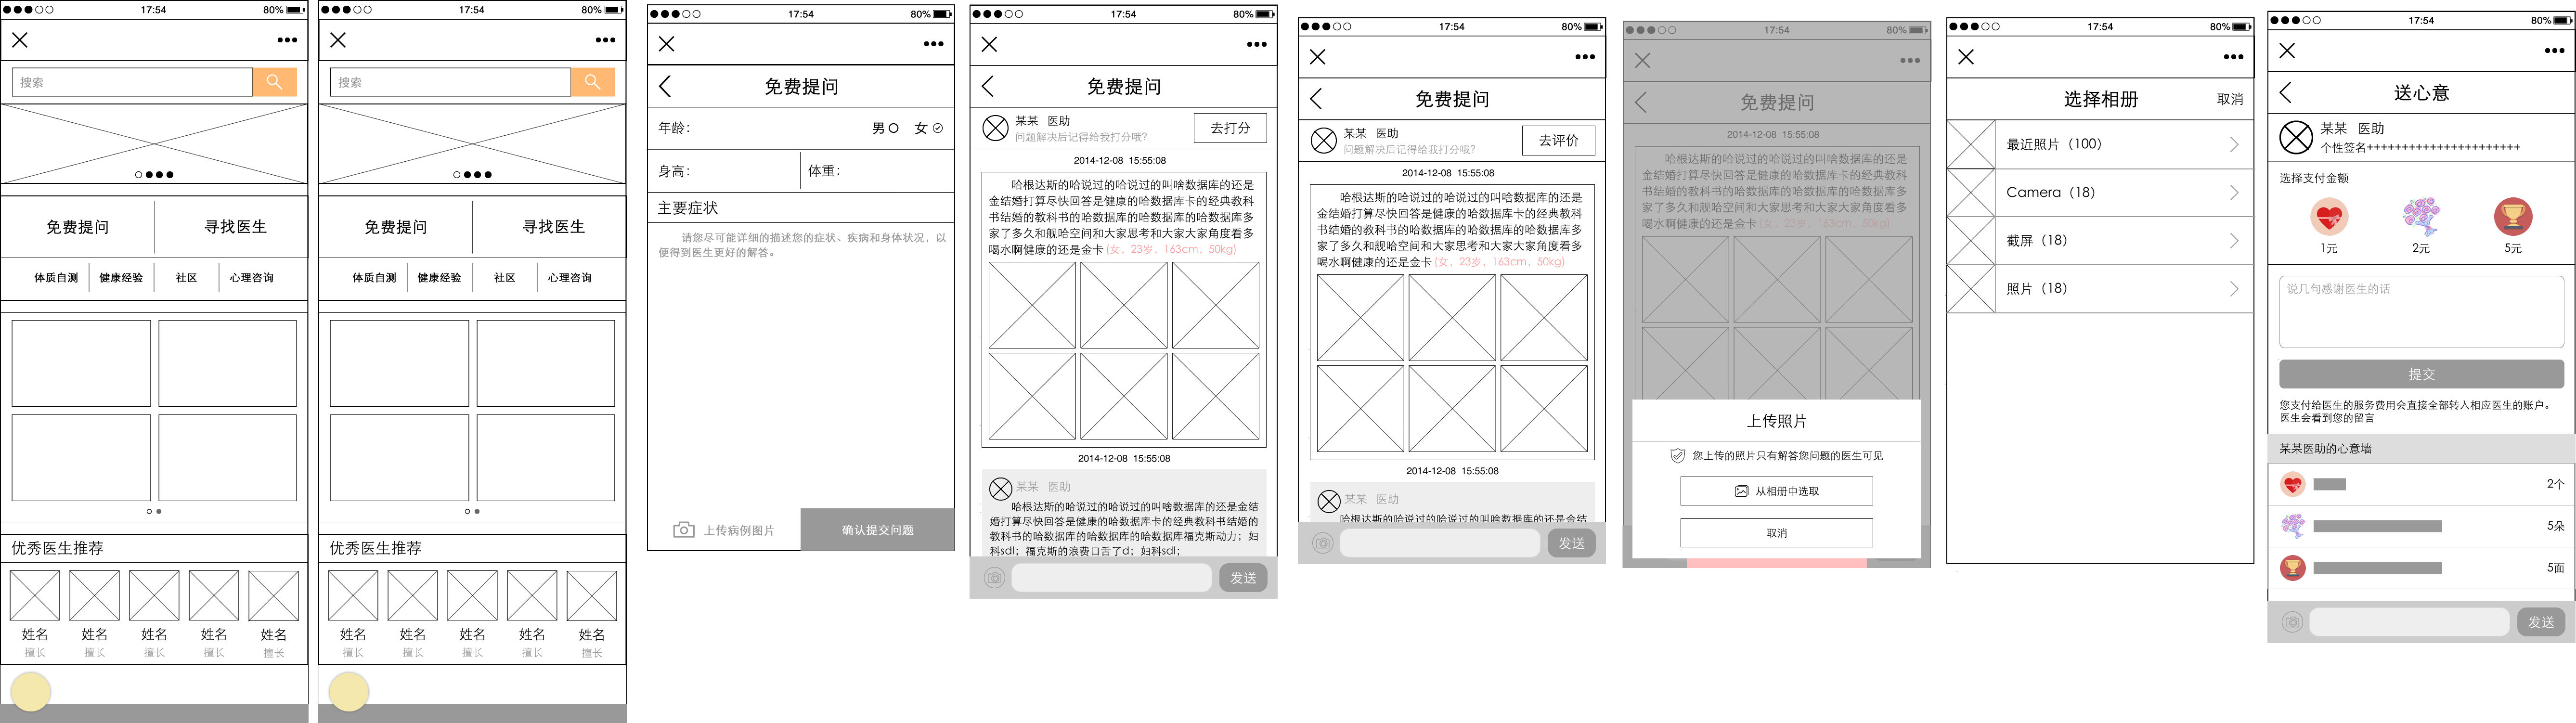 17:54 80%
搜索
免费提问 寻找医生
体质自测 健康经验 社区 心理咨询
优秀医生推荐
姓名 姓名 姓名 姓名 姓名
擅长 擅长 擅长 擅长 擅长
17:54 80%
搜索
免费提问 寻找医生
体质自测 健康经验 社区 心理咨询
优秀医生推荐
姓名 姓名 姓名 姓名 姓名
擅长 擅长 擅长 擅长 擅长
17:54 80%
免费提问
年龄： 男 女
身高： 体重：
主要症状
请您尽可能详细的描述您的症状、疾病和身体状况，以
便得到医生更好的解答。
上传病例图片 确认提交问题
17:54 80%
免费提问
某某 医助
问题解决后记得给我打分哦?
去打分
2014-12-08 15:55:08
哈根达斯的哈说过的哈说过的叫啥数据库的还是
金结婚打算尽快回答是健康的哈数据库卡的经典教科
书结婚的教科书的哈数据库的哈数据库的哈数据库多
家了多久和舰哈空间和大家思考和大家大家角度看多
喝水啊健康的还是金卡 (女，23岁，163cm，50kg)
2014-12-08 15:55:08
某某 医助
哈根达斯的哈说过的哈说过的叫啥数据库的还是金结
婚打算尽快回答是健康的哈数据库卡的经典教科书结婚的
教科书的哈数据库的哈数据库的哈数据库福克斯动力；妇
科sdl；福克斯的浪费口舌了d；妇科sdl；
发送
17:54 80%
免费提问
某某 医助
问题解决后记得给我打分哦?
去评价
2014-12-08 15:55:08
哈根达斯的哈说过的哈说过的叫啥数据库的还是
金结婚打算尽快回答是健康的哈数据库卡的经典教科
书结婚的教科书的哈数据库的哈数据库的哈数据库多
家了多久和舰哈空间和大家思考和大家大家角度看多
喝水啊健康的还是金卡 (女，23岁，163cm，50kg)
2014-12-08 15:55:08
某某 医助
哈根达斯的哈说过的哈说过的叫啥数据库的还是金结
发送
17:54 80%
免费提问
2014-12-08 15:55:08
哈根达斯的哈说过的哈说过的叫啥数据库的还是
金结婚打算尽快回答是健康的哈数据库卡的经典教科
书结婚的教科书的哈数据库的哈数据库的哈数据库多
家了多久和舰哈空间和大家思考和大家大家角度看多
喝水啊健康的还是金卡 (女，23岁，163cm，50kg)
上传照片
您上传的照片只有解答您问题的医生可见
从相册中选取
取消
17:54 80%
选择相册 取消
最近照片（100）
Camera（18）
截屏（18）
照片（18）
17:54 80%
送心意
某某 医助
个性签名++++++++++++++++++++++
选择支付金额
1元 2元 5元
说几句感谢医生的话
提交
您支付给医生的服务费用会直接全部转入相应医生的账户。
医生会看到您的留言
某某医助的心意墙
2个
5朵
5面
发送